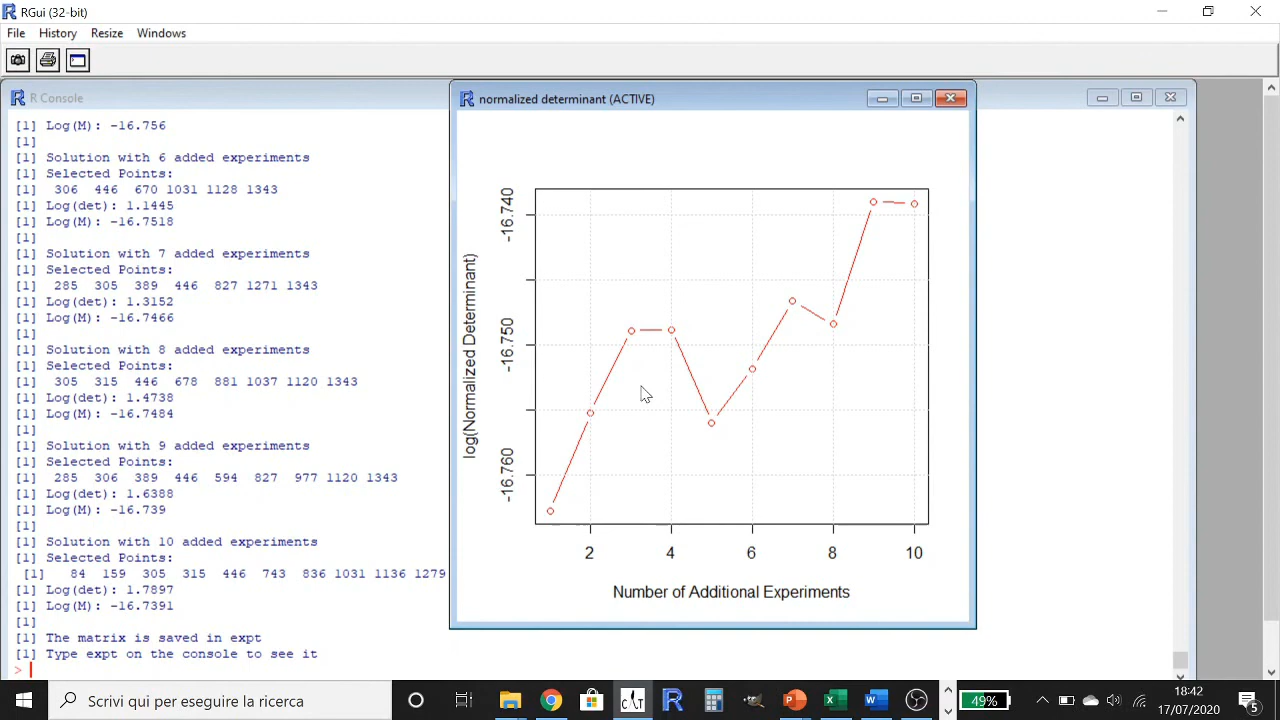 RGui (32-bit)
File History Resize Windows
R Console
[1] Log(M): -16.756
[1]
[1] Solution with 6 added experiments
[1] Selected Points:
[1] 306 446 670 1031 1128 1343
[1] Log(det): 1.1445
[1] Log(M): -16.7518
[1]
[1] Solution with 7 added experiments
[1] Selected Points:
[1] 285 305 389 446 827 1271 1343
[1] Log(det): 1.3152
[1] Log(M): -16.7466
[1]
[1] Solution with 8 added experiments
[1] Selected Points:
[1] 305 315 446 678 881 1037 1120 1343
[1] Log(det): 1.4738
[1] Log(M): -16.7484
[1]
[1] Solution with 9 added experiments
[1] Selected Points:
[1] 285 306 389 446 594 827 977 1120 1343
[1] Log(det): 1.6388
[1] Log(M): -16.739
[1]
[1] Solution with 10 added experiments
[1] Selected Points:
[1] 84 159 305 315 446 743 836 1031 1136 1279
[1] Log(det): 1.7897
[1] Log(M): -16.7391
[1]
[1] The matrix is saved in expt
[1] Type expt on the console to see it
>
normalized determinant (ACTIVE)
log(Normalized Determinant)
-16.740
-16.750
-16.760
2 4 6 8 10
Number of Additional Experiments
Scrivi qui per eseguire la ricerca
C\T
49%
18:42
17/07/2020
5